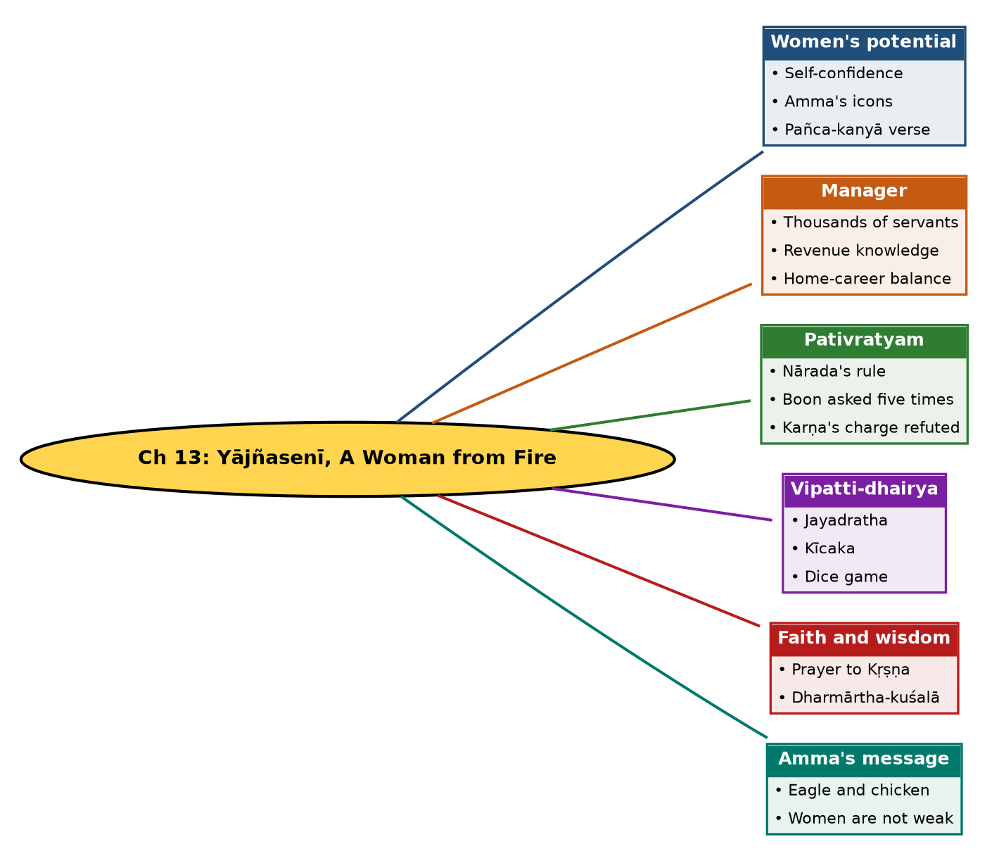 Women's potential
• Self-confidence
• Amma's icons
• Pañca-kanyā verse
Manager
• Thousands of servants
• Revenue knowledge
• Home-career balance
Pativratyam
• Nārada's rule
• Boon asked five times
• Karṇa's charge refuted
Ch 13: Yājñasenī, A Woman from Fire
Vipatti-dhairya
• Jayadratha
• Kīcaka
• Dice game
Faith and wisdom
• Prayer to Kṛṣṇa
• Dharmārtha-kuśalā
Amma's message
• Eagle and chicken
• Women are not weak